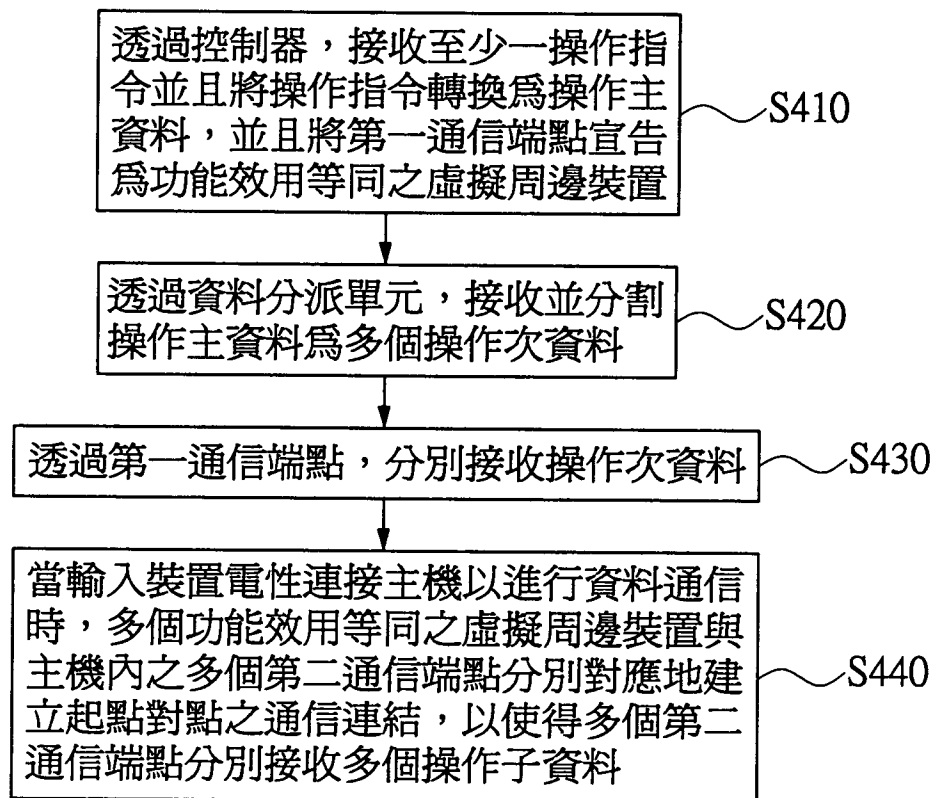 透過控制器，接收至少一操作指
令並且將操作指令轉換爲操作主
資料，並且將第一通信端點宣告
爲功能效用等同之虛擬周邊裝置
S410
透過資料分派單元，接收並分割
操作主資料爲多個操作次資料
S420
透過第一通信端點，分別接收操作次資料
S430
當輸入裝置電性連接主機以進行資料通信
時，多個功能效用等同之虛擬周邊裝置與
主機內之多個第二通信端點分別對應地建
立起點對點之通信連結，以使得多個第二
通信端點分別接收多個操作子資料
S440